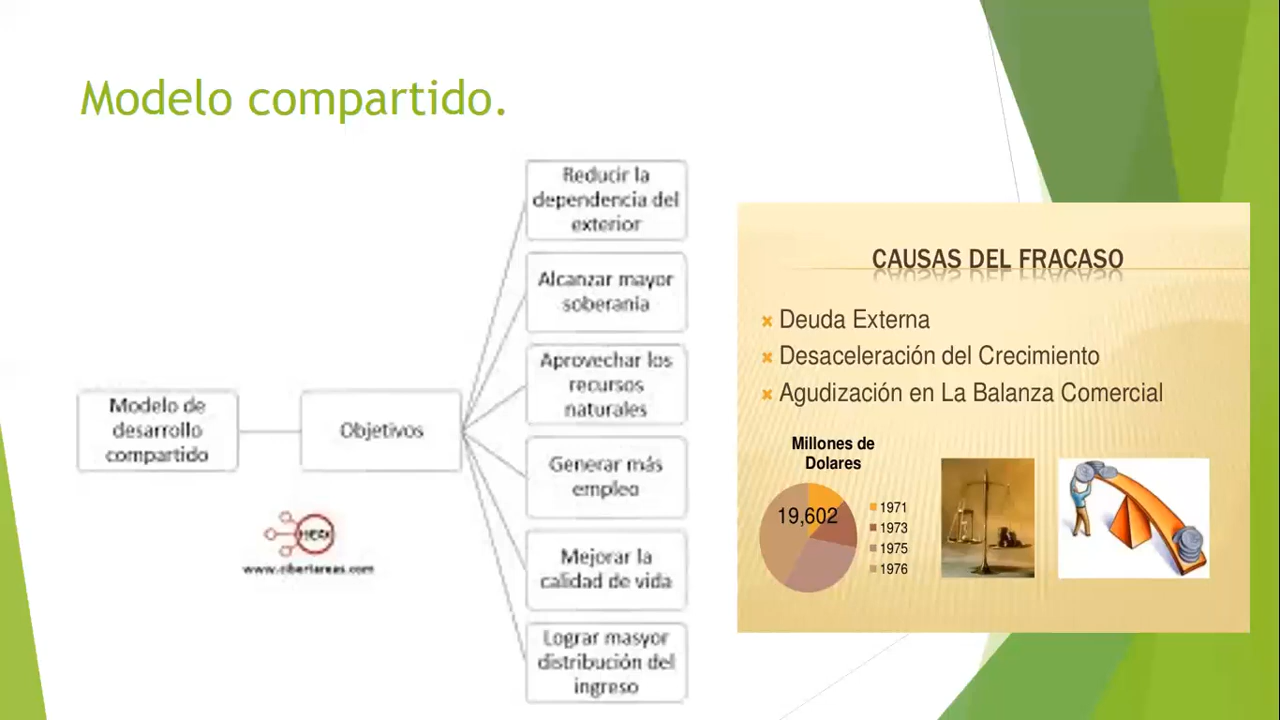 Modelo compartido.
Modelo de
desarrollo
compartido
Objetivos
Reducir la
dependencia del
exterior
Alcanzar mayor
soberanía
Aprovechar los
recursos
naturales
Generar más
empleo
Mejorar la
calidad de vida
Lograr masyor
distribución del
ingreso
www.cibertareas.com
CAUSAS DEL FRACASO
Deuda Externa
Desaceleración del Crecimiento
Agudización en La Balanza Comercial
Millones de
Dolares
19,602
1971
1973
1975
1976